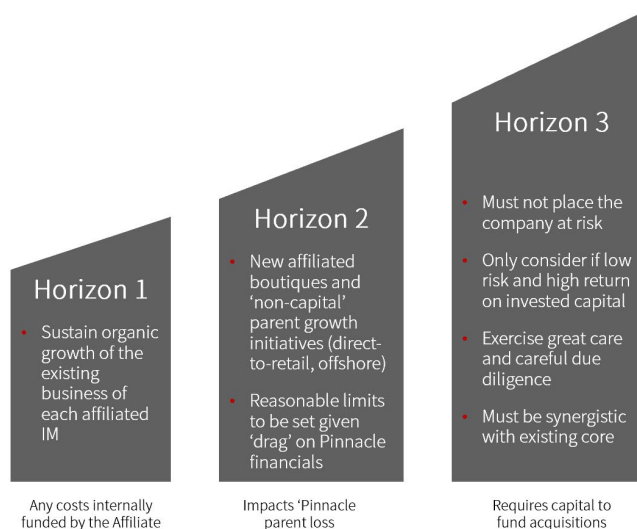 Horizon 1
• Sustain organic
growth of the
existing
business of
each affiliated
IM
Any costs internally
funded by the Affiliate
Horizon 2
• New affiliated
boutiques and
‘non-capital’
parent growth
initiatives (direct-
to-retail, offshore)
• Reasonable limits
to be set given
‘drag’ on Pinnacle
financials
Impacts ‘Pinnacle
parent loss
Horizon 3
• Must not place the
company at risk
• Only consider if low
risk and high return
on invested capital
• Exercise great care
and careful due
diligence
• Must be synergistic
with existing core
Requires capital to
fund acquisitions